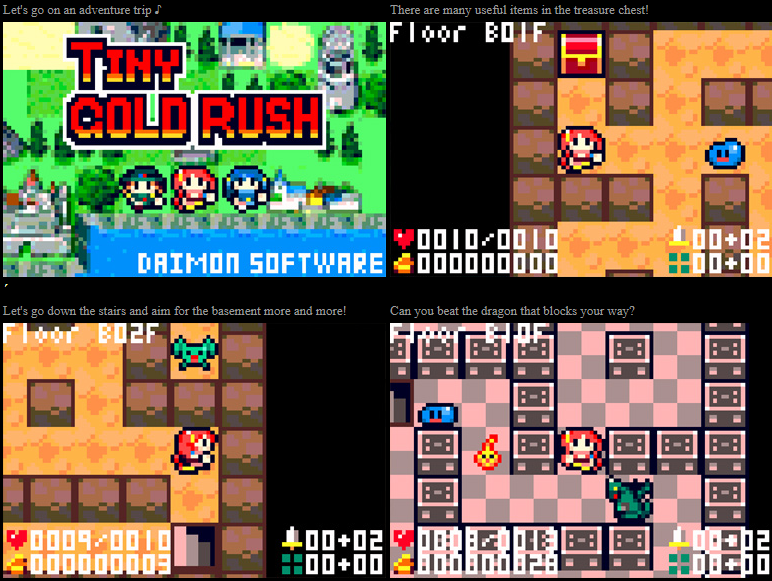 Let's go on an adventure trip ♪
TINY
GOLD RUSH
DAIMON SOFTWARE
There are many useful items in the treasure chest!
Floor B01F
0010/0010
00+02
000000000
00+00
Let's go down the stairs and aim for the basement more and more!
Floor B02F
0009/0010
00+02
000000003
00+00
Can you beat the dragon that blocks your way?
Floor B10F
00+02
000000028
00+00